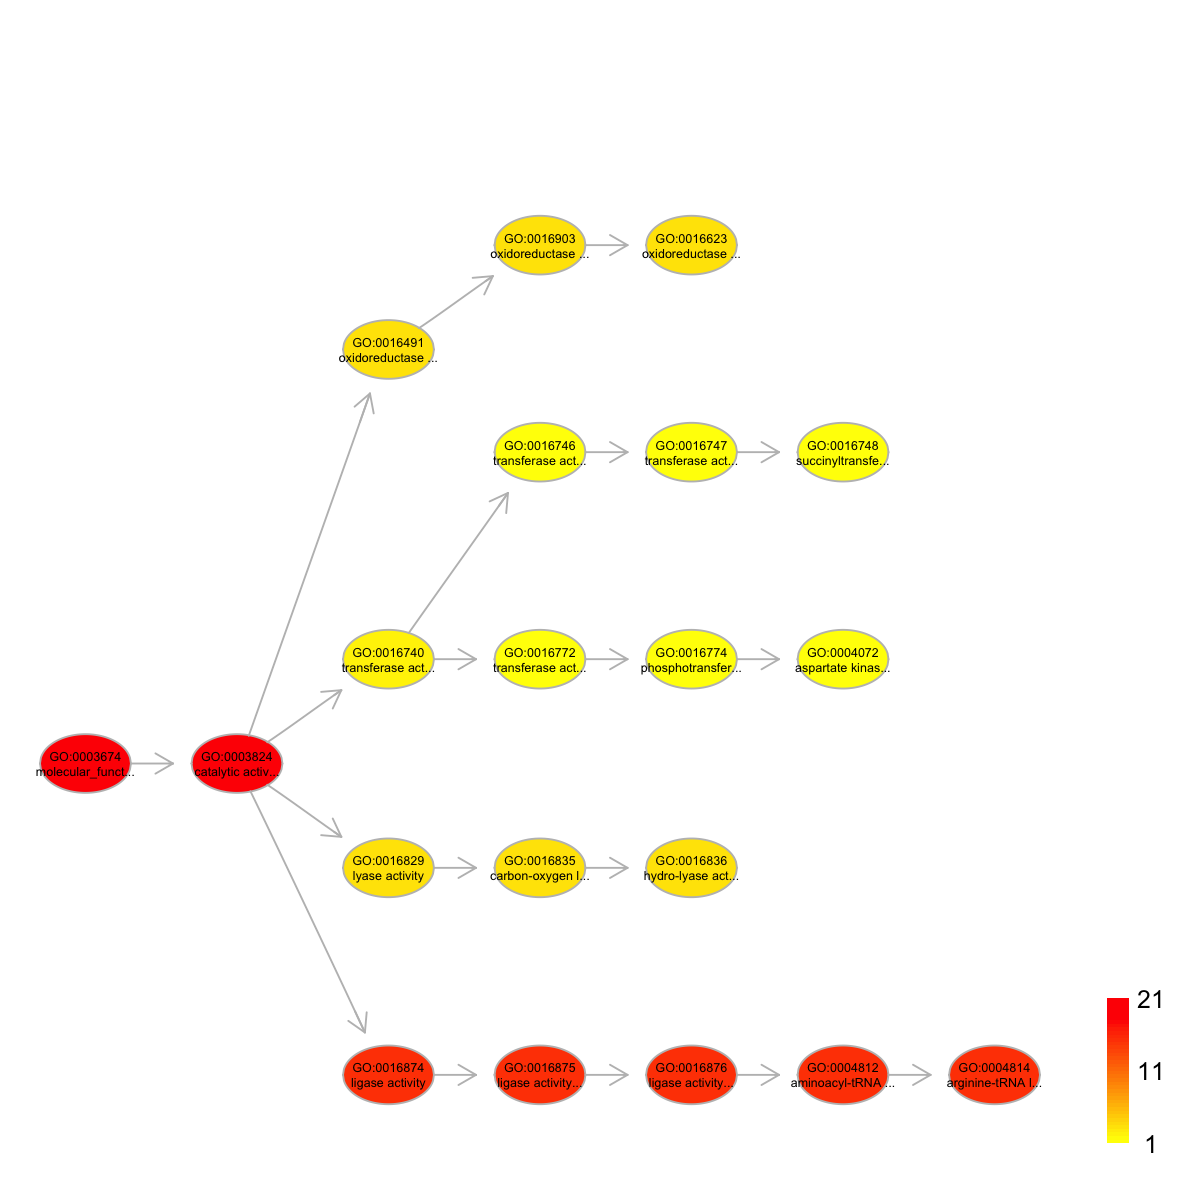 GO:0016903
oxidoreductase ...
GO:0016623
oxidoreductase ...
GO:0016491
oxidoreductase ...
GO:0016746
transferase act...
GO:0016747
transferase act...
GO:0016748
succinyltransfe...
GO:0016740
transferase act...
GO:0016772
transferase act...
GO:0016774
phosphotransfer...
GO:0004072
aspartate kinas...
GO:0003674
molecular_funct...
GO:0003824
catalytic activ...
GO:0016829
lyase activity
GO:0016835
carbon-oxygen l...
GO:0016836
hydro-lyase act...
GO:0016874
ligase activity
GO:0016875
ligase activity...
GO:0016876
ligase activity...
GO:0004812
aminoacyl-tRNA ...
GO:0004814
arginine-tRNA l...
21
11
1